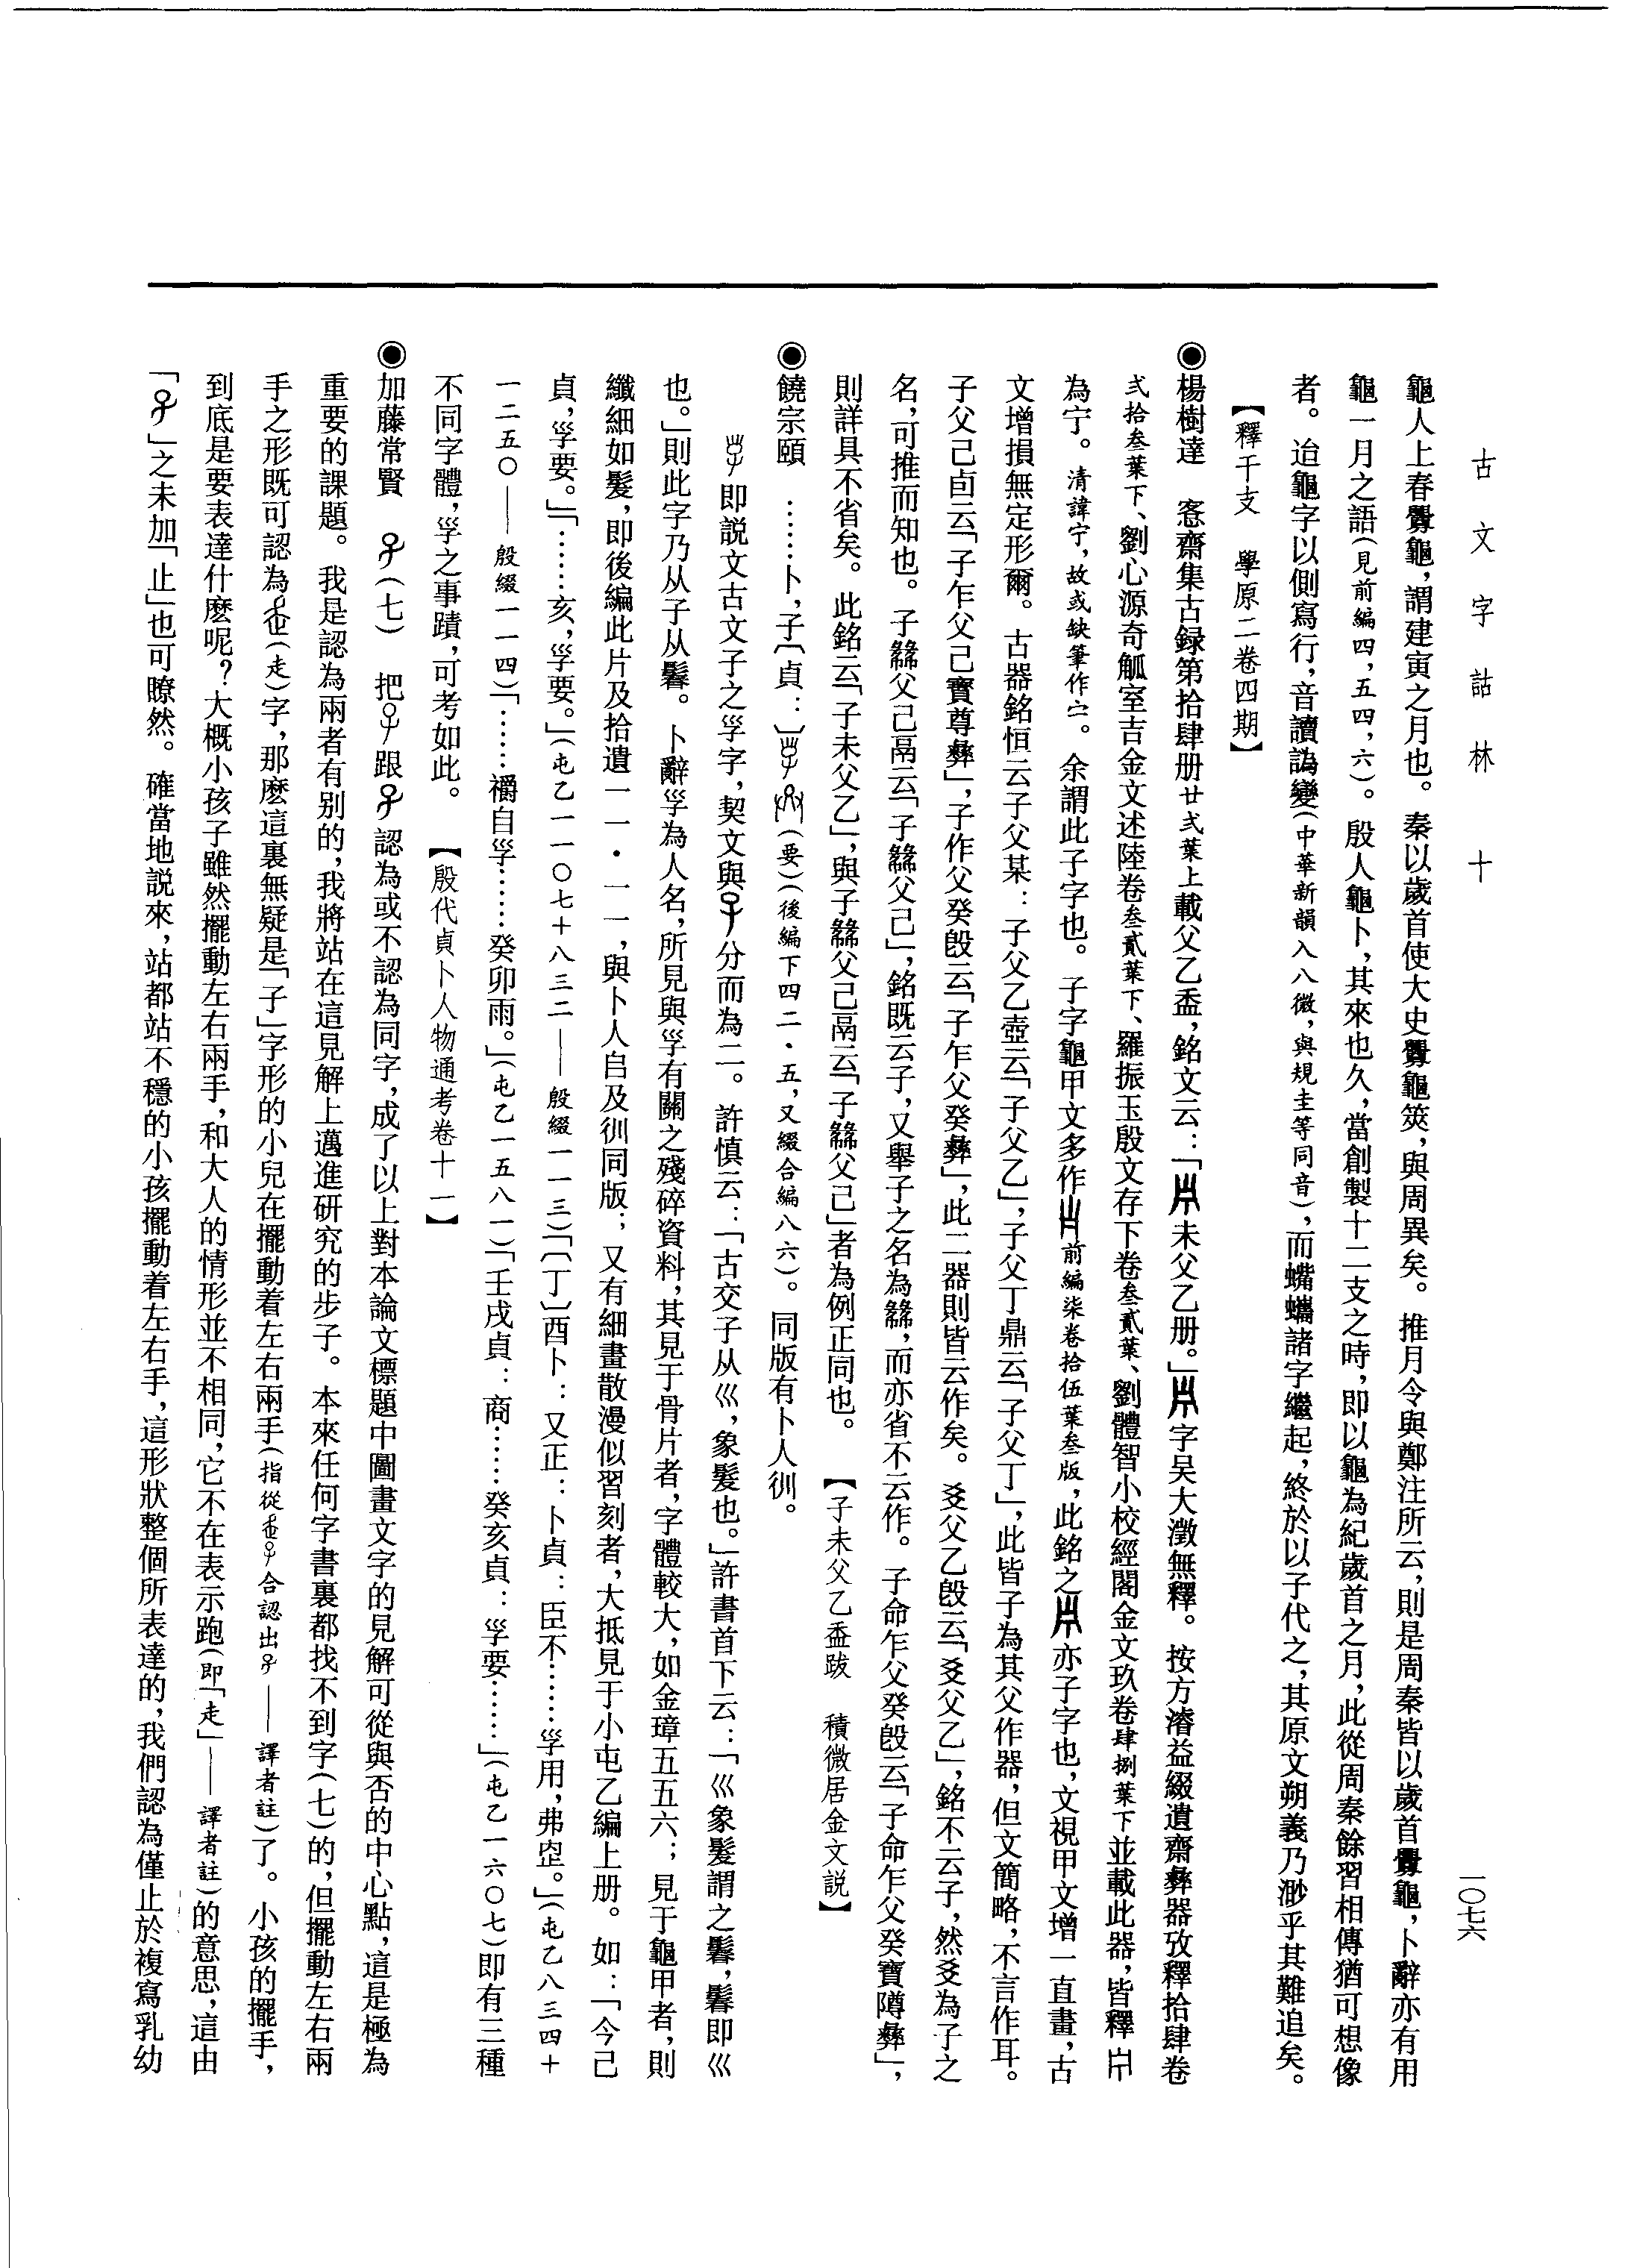 古文字詁林 十
一〇七六
龜人上春釁龜，謂建寅之月也。秦以歲首使大史釁龜筴，與周異矣。推月令與鄭注所云，則是周秦皆以歲首釁龜，卜辭亦有用
龜一月之語（見前編四，五四，六）。殷人龜卜，其來也久，當創製十二支之時，即以龜為紀歲首之月，此從周秦餘習相傳猶可想像
者。迨龜字以側寫行，音讀譌變（中華新韻入八微，與規圭等同音），而蠵諸字繼起，終於以子代之，其原文朔義乃渺乎其難追矣。
【釋干支　學原二卷四期】
◉楊樹達　愙齋集古録第拾肆册廿弍葉上載父乙盉，銘文云：「未父乙册。」字吴大澂無釋。按方濬益綴遺齋彝器攷釋拾肆卷
弍拾叁葉下、劉心源奇觚室吉金文述陸卷叁貳葉下、羅振玉殷文存下卷叁貳葉、劉體智小校經閣金文玖卷肆捌葉下並載此器，皆釋
為宁。清諱宁，故或缺筆作。余謂此子字也。子字龜甲文多作前編柒卷拾伍葉叁版，此銘之亦子字也，文視甲文增一直畫，古
文增損無定形爾。古器銘恒云子父某：子父乙壺云「子父乙」，子父丁鼎云「子父丁」，此皆子為其父作器，但文簡略，不言作耳。
子父己卣云「子乍父己寶尊彝」，子作父癸𣪘云「子乍父癸彝」，此二器則皆云作矣。㸚父乙𣪘云「㸚父乙」，銘不云子，然㸚為子之
名，可推而知也。子父己鬲云「子父己」，銘既云子，又舉子之名為，而亦省不云作。子命乍父癸𣪘云「子命乍父癸寶障彝」，
則詳具不省矣。此銘云「子未父乙」，與子父己鬲云「子父己」者為例正同也。　【子未父乙盉跋　積微居金文説】
◉饒宗頤　……卜，子〔貞：〕（要）（後編下四二·五，又綴合編八六）。同版有卜人㣔。
即説文古文子之㜽字，契文與分而為二。許慎云：「古文子从巛，象髮也。」許書首下云：「巛象髮謂之鬊，鬊即巛
也。」則此字乃从子从鬊。卜辭㜽為人名，所見與㜽有關之殘碎資料，其見于骨片者，字體較大，如金璋五五六；見于龜甲者，則
纖細如髮，即後編此片及拾遺一一·一一，與卜人自及㣔同版；又有細畫散漫似習刻者，大抵見于小屯乙編上册。如：「今己
貞，㜽要。」「……亥，㜽要。」（屯乙一一〇七十八三二——殷綴一一三）「〔丁〕酉卜：又正：卜貞：臣不……㜽用，弗。」（屯乙八三四十
一二五〇——殷綴一一四）「……禤自㜽……癸卯雨。」（屯乙一五八一）「壬戌貞：商……癸亥貞：㜽要……」（屯乙一六〇七）即有三種
不同字體，㜽之事蹟，可考如此。　【殷代貞卜人物通考卷十一】
◉加藤常賢　（七）　把跟認為或不認為同字，成了以上對本論文標題中圖畫文字的見解可從與否的中心點，這是極為
重要的課題。我是認為兩者有别的，我將站在這見解上邁進研究的步子。本來任何字書裏都找不到字（七）的，但擺動左右兩
手之形既可認為（走）字，那麽這裏無疑是「子」字形的小兒在擺動着左右兩手（指從合認出——譯者註）了。小孩的擺手，
到底是要表達什麽呢？大概小孩子雖然擺動左右兩手，和大人的情形並不相同，它不在表示跑（即「走」——譯者註）的意思，這由
「」之未加「止」也可瞭然。確當地説來，站都站不穩的小孩擺動着左右手，這形狀整個所表達的，我們認為僅止於複寫乳幼